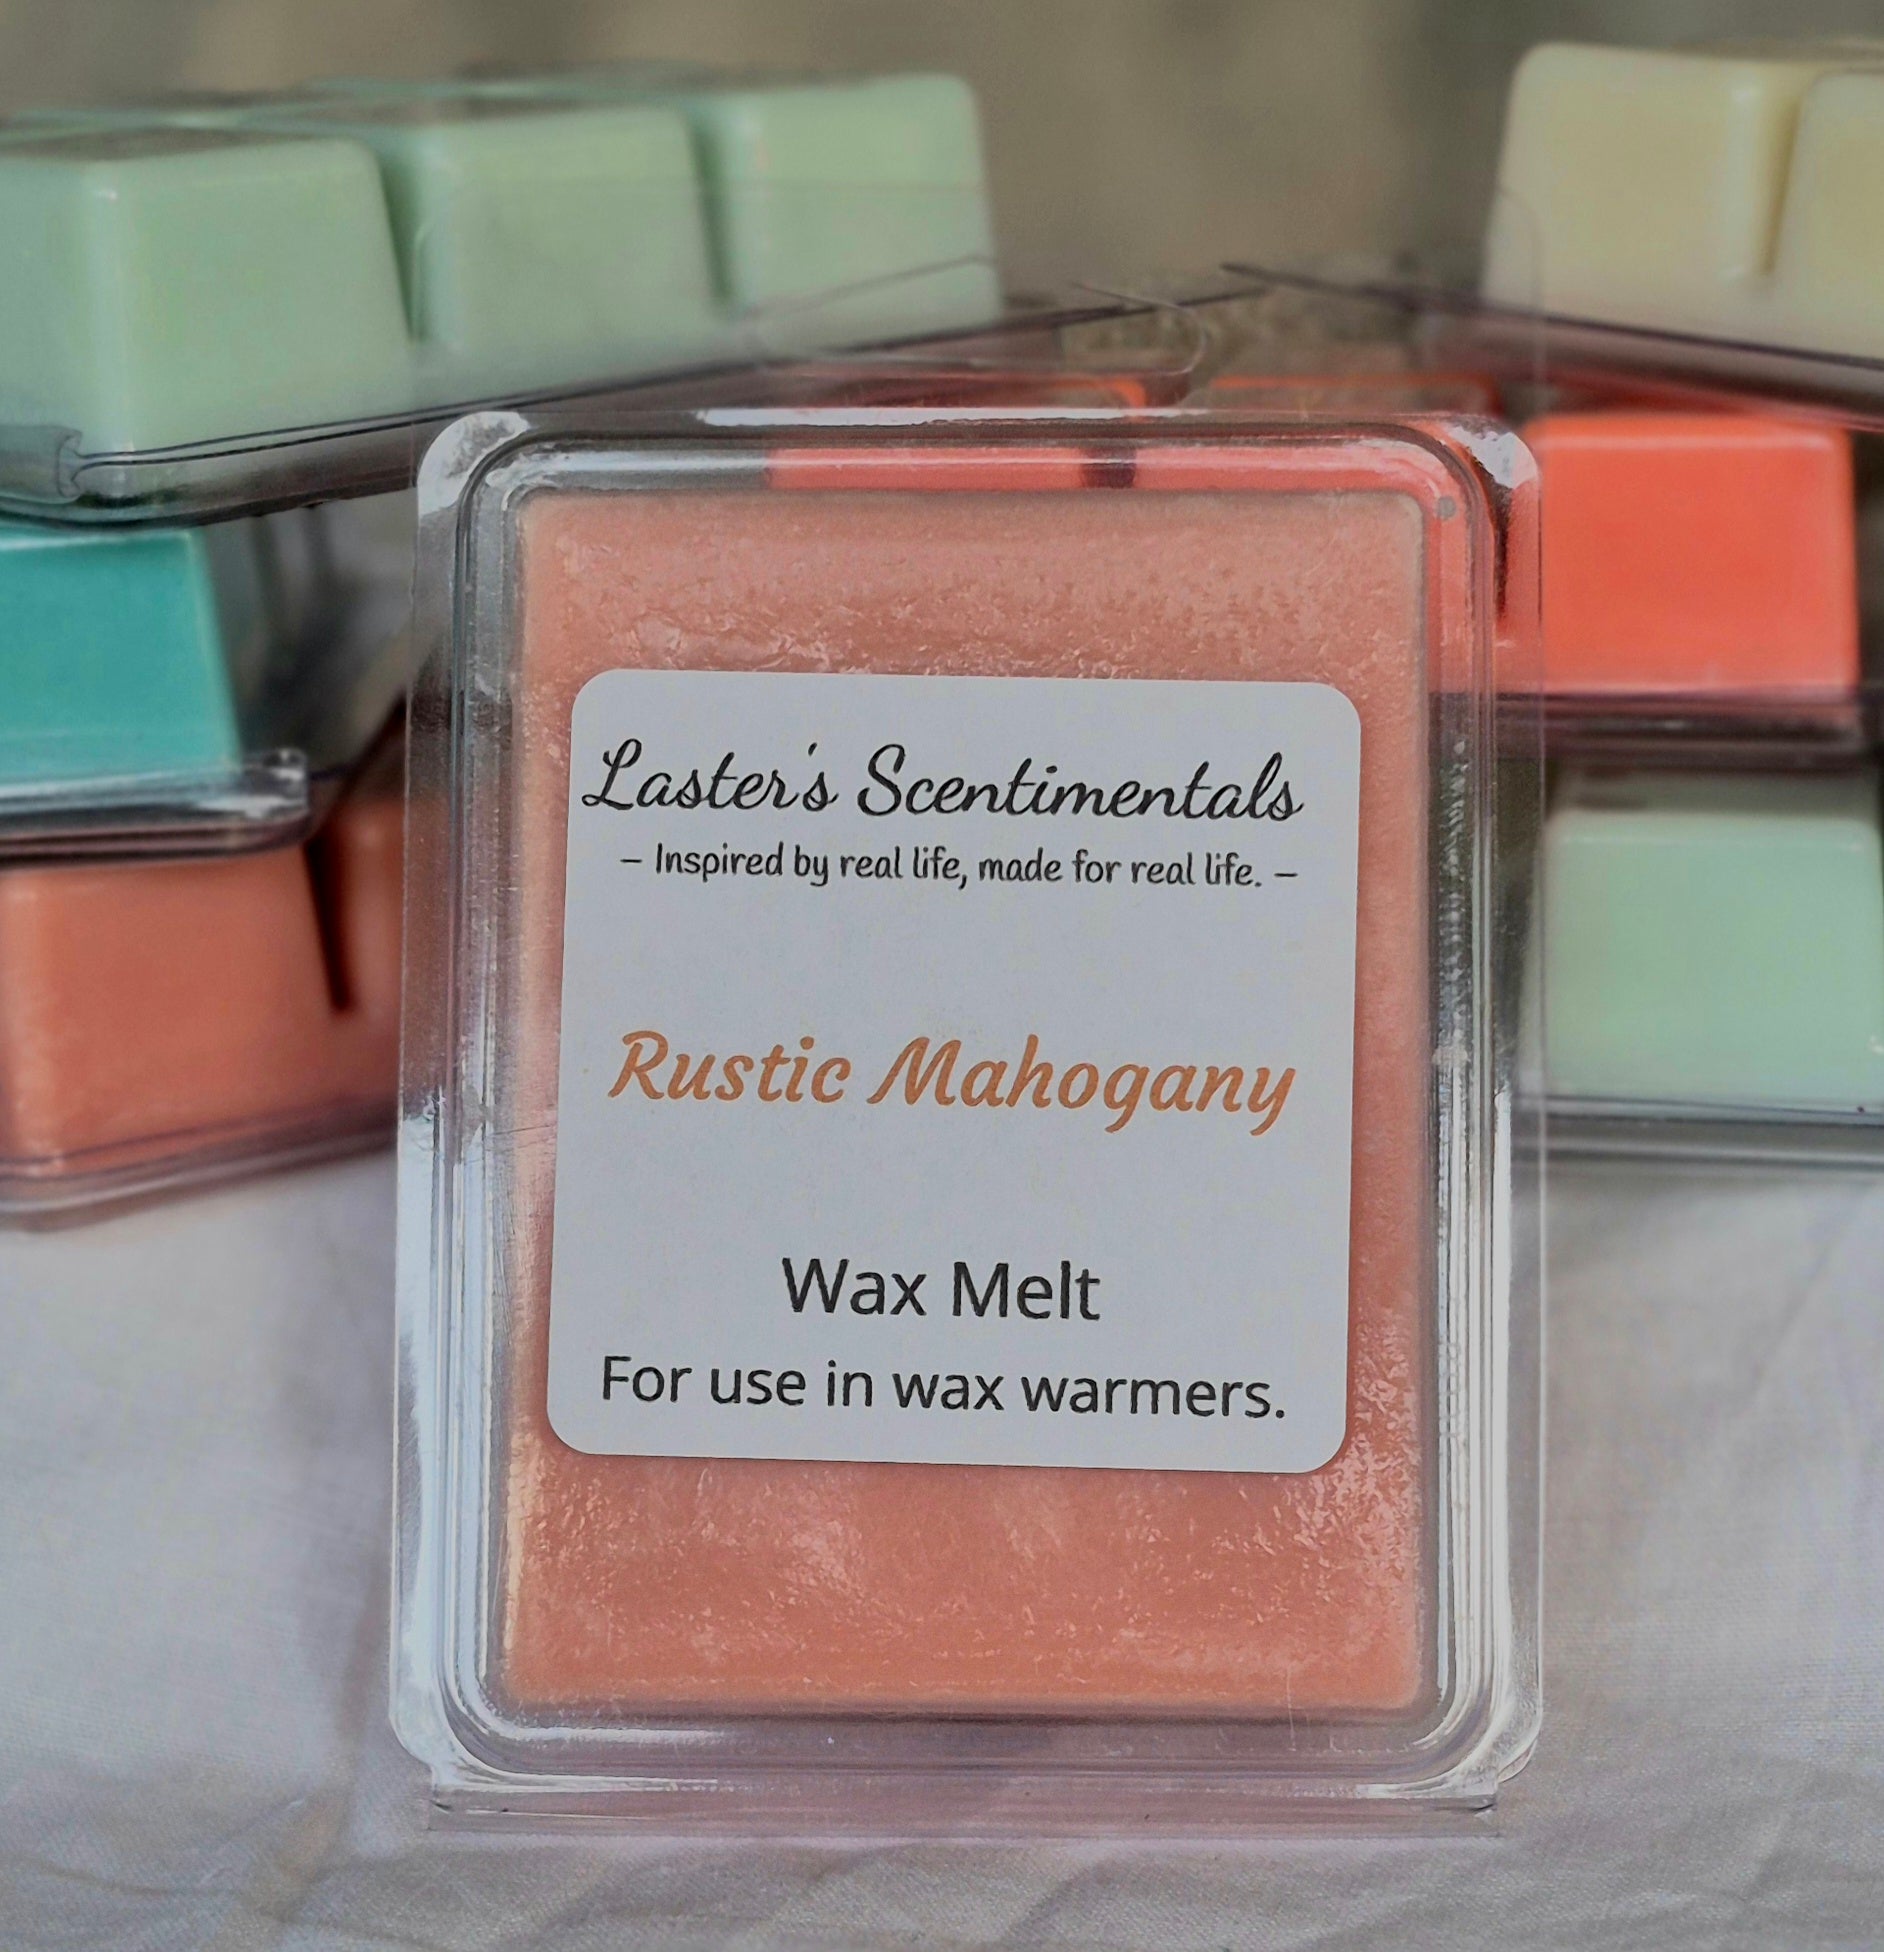 Laster's Scentimentals
– Inspired by real life, made for real life. –
Rustic Mahogany
Wax Melt
For use in wax warmers.